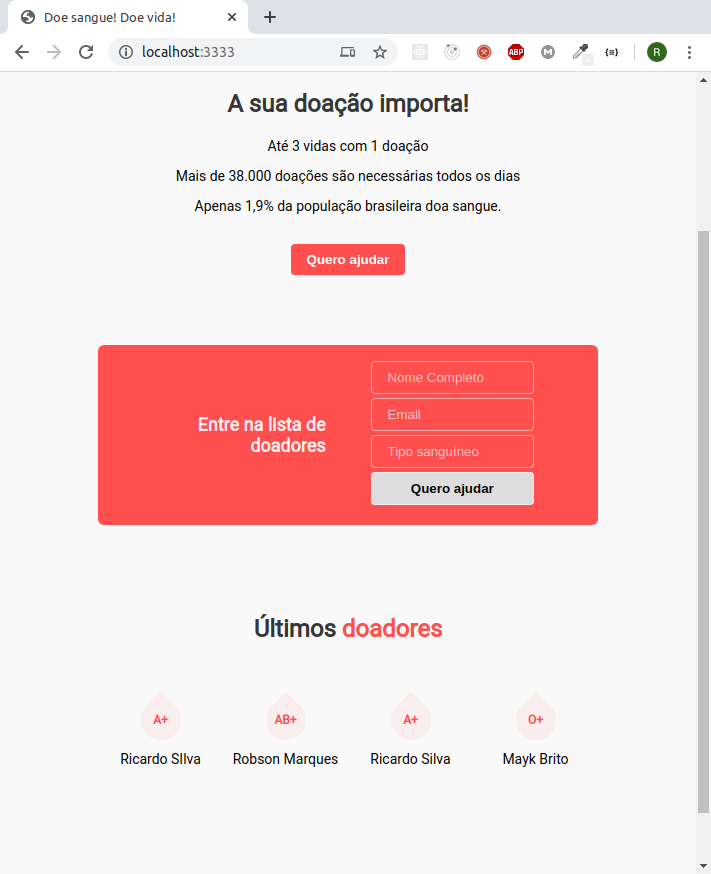 Doe sangue! Doe vida!
localhost:3333
ABP
M
{≡}
R
A sua doação importa!
Até 3 vidas com 1 doação
Mais de 38.000 doações são necessárias todos os dias
Apenas 1,9% da população brasileira doa sangue.
Quero ajudar
Entre na lista de
doadores
Nome Completo
Email
Tipo sanguíneo
Quero ajudar
Últimos doadores
A+ AB+ A+ O+
Ricardo SIlva Robson Marques Ricardo Silva Mayk Brito